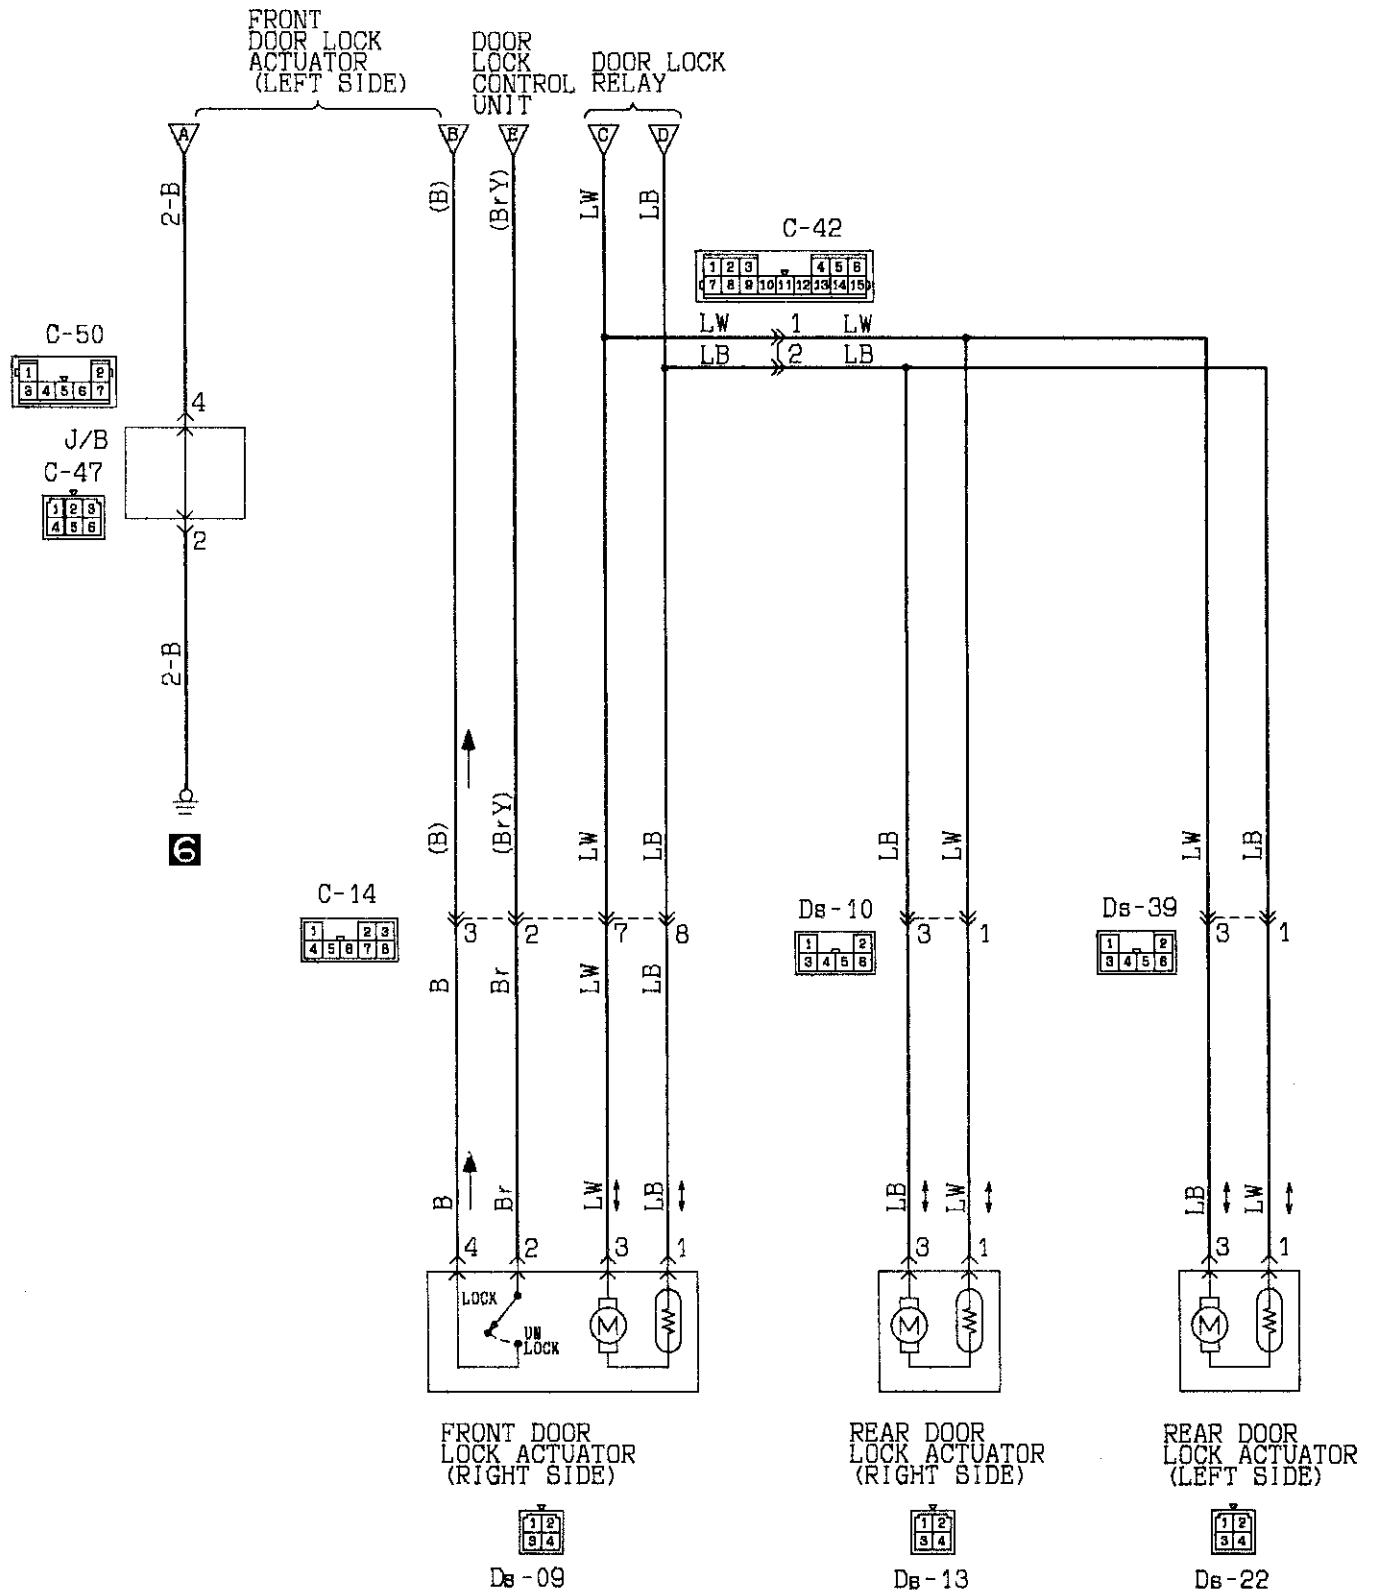 FRONT
DOOR LOCK
ACTUATOR
(LEFT SIDE)
DOOR
LOCK
CONTROL
UNIT
DOOR LOCK
RELAY
A
B
E
C
D
2-B
(B)
(BrY)
LW
LB
C-42
1 2 3 4 5 6
7 8 9 10 11 12 13 14 15
LW 1 LW
LB 2 LB
C-50
1 2
3 4 5 6 7
4
J/B
C-47
1 2 3
4 5 6
2
2-B
6
(B)
(BrY)
LW
LB
LB
LW
LW
LB
C-14
1 2 3
4 5 6 7 8
3
2
7
8
Ds-10
1 2
3 4 5 6
3
1
Ds-39
1 2
3 4 5 6
3
1
B
Br
LW
LB
B
Br
LW
LB
LB
LW
LB
LW
4
2
3
1
3
1
3
1
LOCK
UN
LOCK
M
M
M
FRONT DOOR
LOCK ACTUATOR
(RIGHT SIDE)
REAR DOOR
LOCK ACTUATOR
(RIGHT SIDE)
REAR DOOR
LOCK ACTUATOR
(LEFT SIDE)
1 2
3 4
1 2
3 4
1 2
3 4
Ds-09
Ds-13
Ds-22